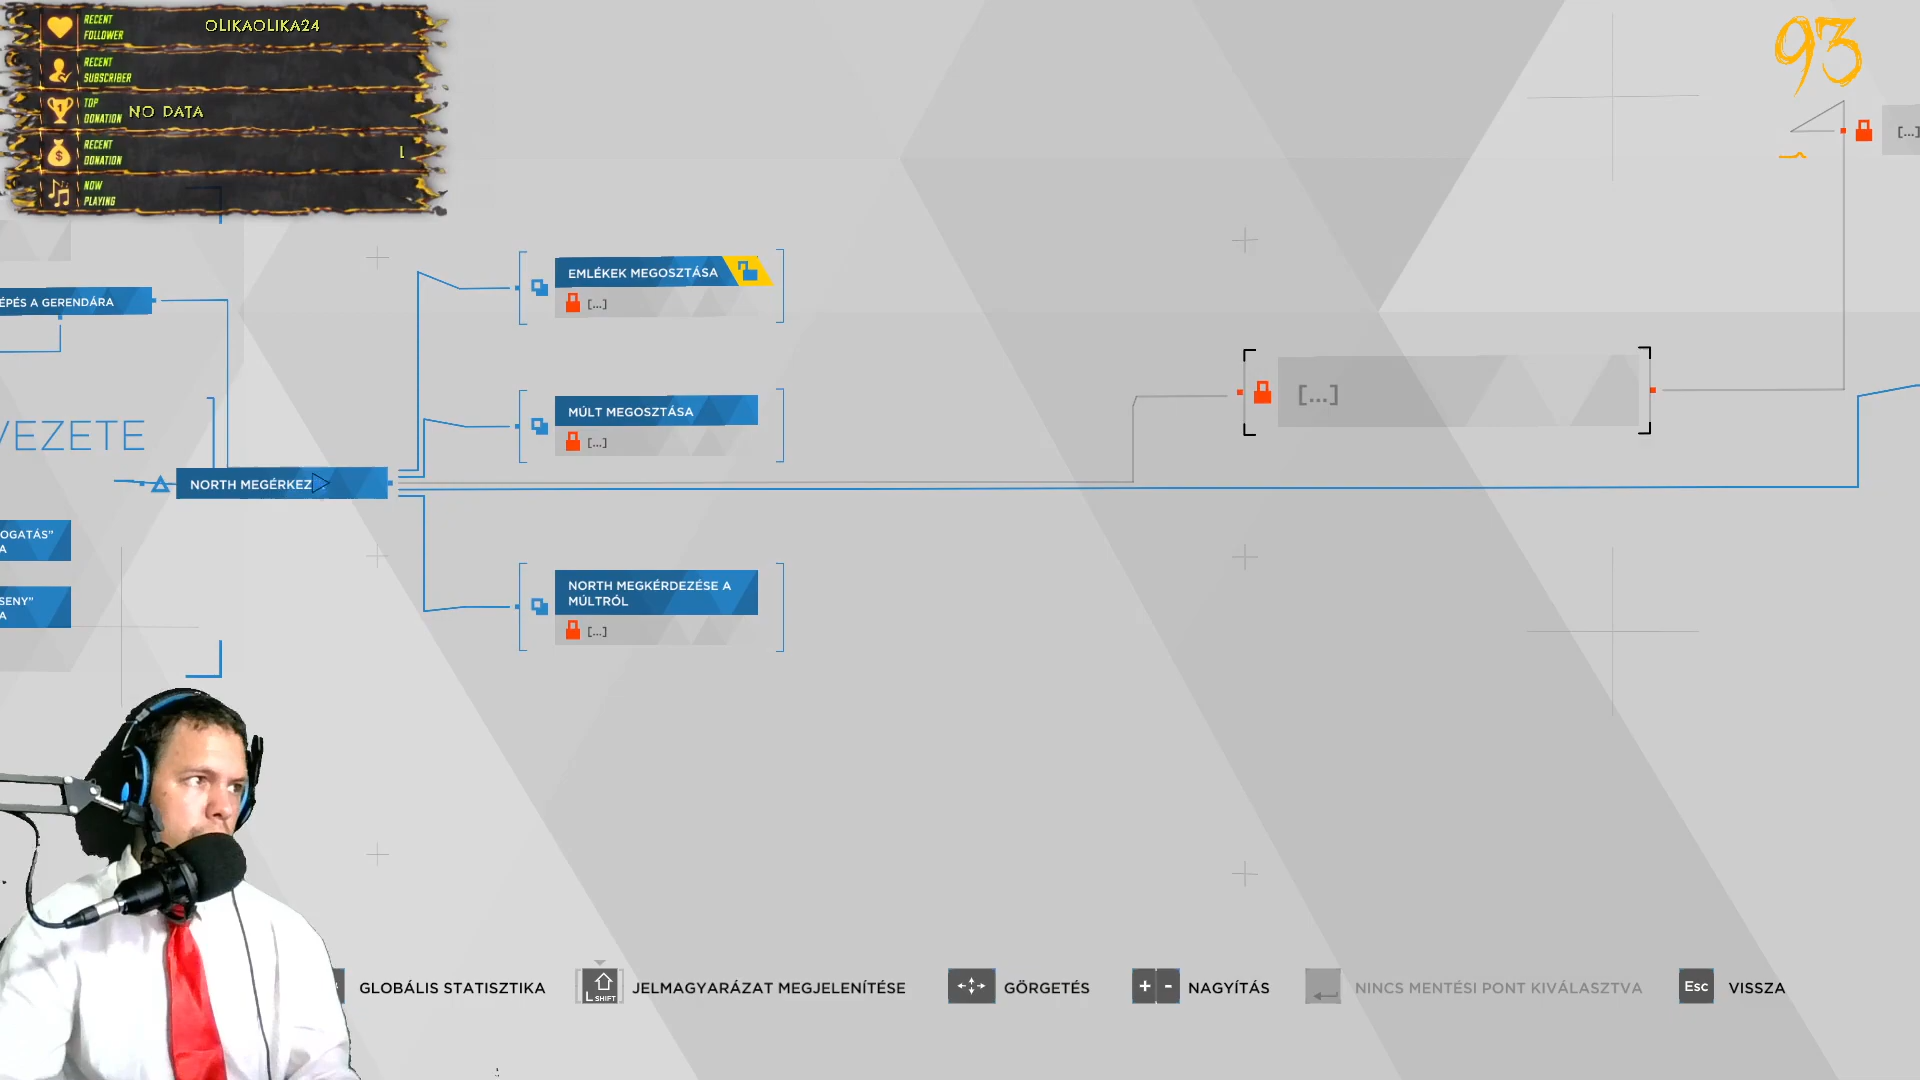 RECENT
FOLLOWER
OLIKAOLIKA24
RECENT
SUBSCRIBER
TOP
DONATION
NO DATA
RECENT
DONATION
L
NOW
PLAYING
93
[...]
ÉPÉS A GERENDÁRA
EMLÉKEK MEGOSZTÁSA
[...]
MÚLT MEGOSZTÁSA
[...]
[...]
VEZETE
NORTH MEGÉRKEZ
OGATÁS"
A
SENY"
A
NORTH MEGKÉRDEZÉSE A
MÚLTRÓL
[...]
GLOBÁLIS STATISZTIKA
L SHIFT
JELMAGYARÁZAT MEGJELENÍTÉSE
GÖRGETÉS
+ -
NAGYÍTÁS
NINCS MENTÉSI PONT KIVÁLASZTVA
Esc
VISSZA